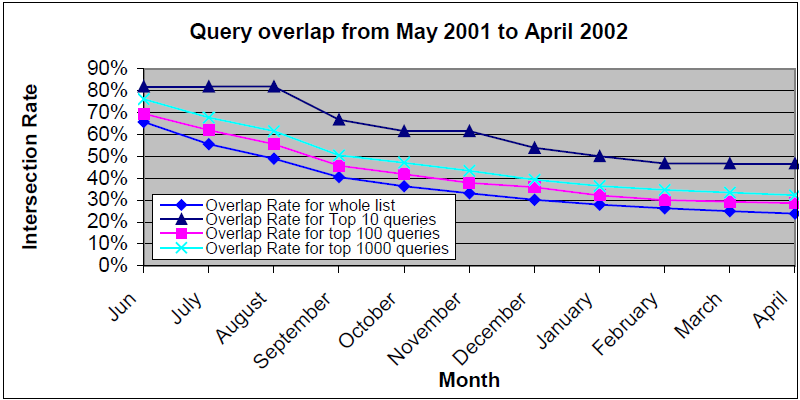 Query overlap from May 2001 to April 2002
Intersection Rate
90%
80%
70%
60%
50%
40%
30%
20%
10%
0%
Overlap Rate for whole list
Overlap Rate for Top 10 queries
Overlap Rate for top 100 queries
Overlap Rate for top 1000 queries
Jun
July
August
September
October
November
December
January
February
March
April
Month